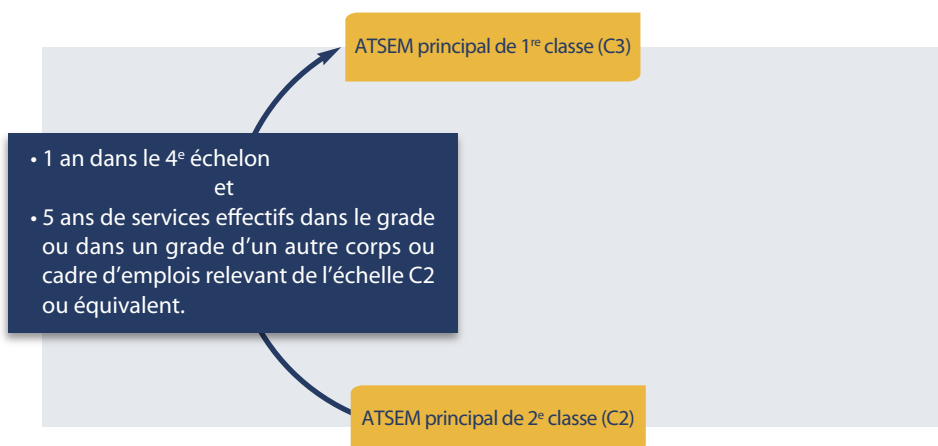 ATSEM principal de 1re classe (C3)
• 1 an dans le 4e échelon
et
• 5 ans de services effectifs dans le grade
ou dans un grade d’un autre corps ou
cadre d’emplois relevant de l’échelle C2
ou équivalent.
ATSEM principal de 2e classe (C2)